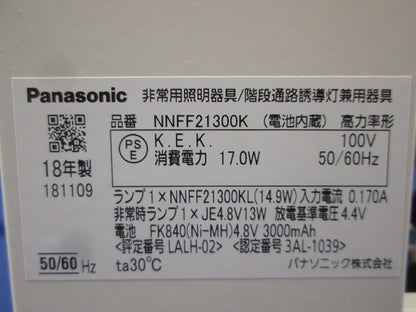 Panasonic 非常用照明器具/階段通路誘導灯兼用器具
品番 NNFF21300K (電池内蔵) 高力率形
PS E K.E.K. 100V
消費電力 17.0W 50/60Hz
18年製
181109
ランプ1×NNFF21300KL(14.9W)入力電流 0.170A
非常時ランプ1×JE4.8V13W 放電基準電圧 4.4V
電池 FK840(Ni-MH)4.8V 3000mAh
<評定番号LALH-02> <認定番号3AL-1039>
50/60 Hz ta30℃ パナソニック株式会社